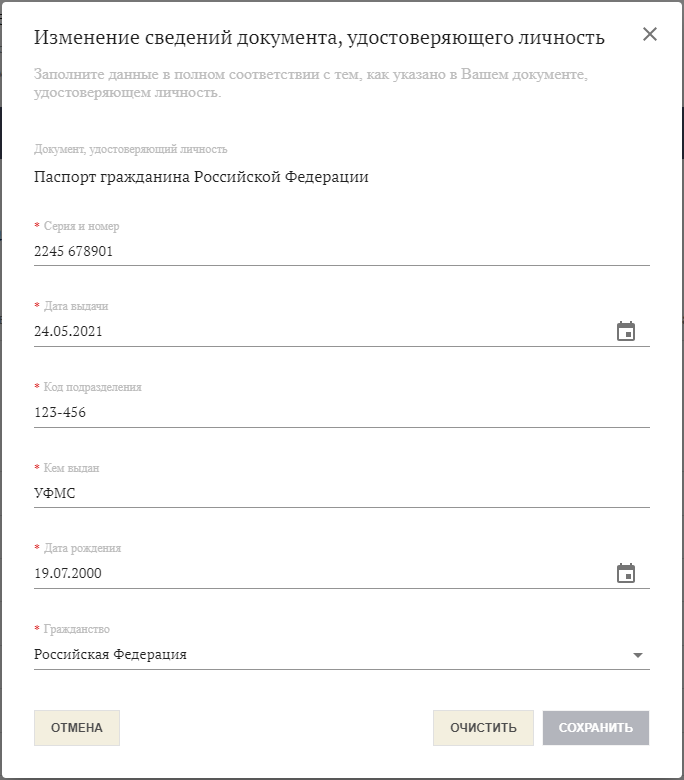 Изменение сведений документа, удостоверяющего личность
Заполните данные в полном соответствии с тем, как указано в Вашем документе,
удостоверяющем личность.
Документ, удостоверяющий личность
Паспорт гражданина Российской Федерации
* Серия и номер
2245 678901
* Дата выдачи
24.05.2021
* Код подразделения
123-456
* Кем выдан
УФМС
* Дата рождения
19.07.2000
* Гражданство
Российская Федерация
ОТМЕНА ОЧИСТИТЬ СОХРАНИТЬ